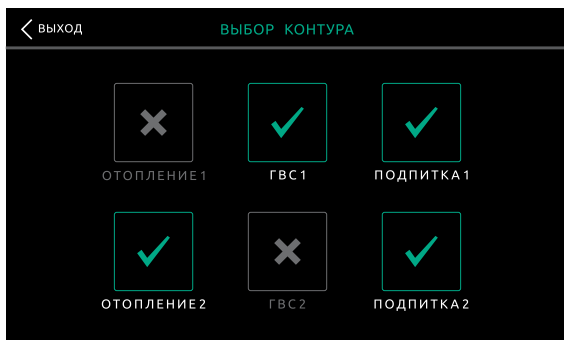 ВЫХОД
ВЫБОР КОНТУРА
ОТОПЛЕНИЕ1
ГВС1
ПОДПИТКА1
ОТОПЛЕНИЕ2
ГВС2
ПОДПИТКА2